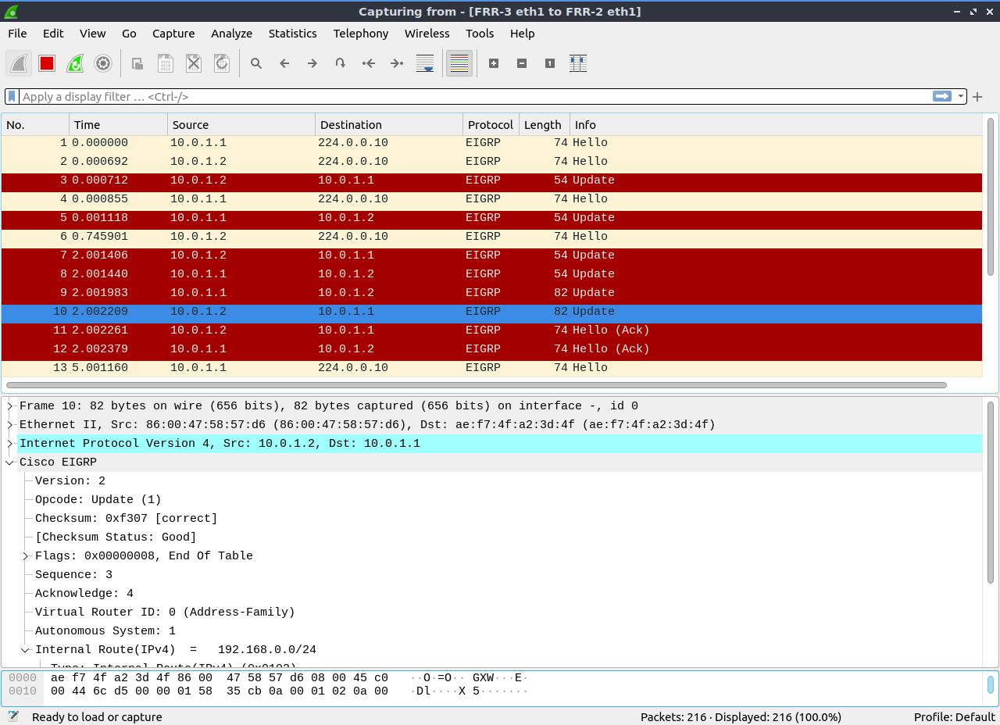 Capturing from - [FRR-3 eth1 to FRR-2 eth1]
File Edit View Go Capture Analyze Statistics Telephony Wireless Tools Help
Apply a display filter … <Ctrl-/>
No. Time Source Destination Protocol Length Info
1 0.000000 10.0.1.1 224.0.0.10 EIGRP 74 Hello
2 0.000692 10.0.1.2 224.0.0.10 EIGRP 74 Hello
3 0.000712 10.0.1.2 10.0.1.1 EIGRP 54 Update
4 0.000855 10.0.1.1 224.0.0.10 EIGRP 74 Hello
5 0.001118 10.0.1.1 10.0.1.2 EIGRP 54 Update
6 0.745901 10.0.1.2 224.0.0.10 EIGRP 74 Hello
7 2.001406 10.0.1.2 10.0.1.1 EIGRP 54 Update
8 2.001440 10.0.1.1 10.0.1.2 EIGRP 54 Update
9 2.001983 10.0.1.1 10.0.1.2 EIGRP 82 Update
10 2.002209 10.0.1.2 10.0.1.1 EIGRP 82 Update
11 2.002261 10.0.1.2 10.0.1.1 EIGRP 74 Hello (Ack)
12 2.002379 10.0.1.1 10.0.1.2 EIGRP 74 Hello (Ack)
13 5.001160 10.0.1.1 224.0.0.10 EIGRP 74 Hello
Frame 10: 82 bytes on wire (656 bits), 82 bytes captured (656 bits) on interface -, id 0
Ethernet II, Src: 86:00:47:58:57:d6 (86:00:47:58:57:d6), Dst: ae:f7:4f:a2:3d:4f (ae:f7:4f:a2:3d:4f)
Internet Protocol Version 4, Src: 10.0.1.2, Dst: 10.0.1.1
Cisco EIGRP
Version: 2
Opcode: Update (1)
Checksum: 0xf307 [correct]
[Checksum Status: Good]
Flags: 0x00000008, End Of Table
Sequence: 3
Acknowledge: 4
Virtual Router ID: 0 (Address-Family)
Autonomous System: 1
Internal Route(IPv4) = 192.168.0.0/24
Type: Internal Route(IPv4) (0x0102)
0000 ae f7 4f a2 3d 4f 86 00 47 58 57 d6 08 00 45 c0 ··O·=O·· GXW···E·
0010 00 44 6c d5 00 00 01 58 35 cb 0a 00 01 02 0a 00 ·Dl····X 5·······
Ready to load or capture Packets: 216 · Displayed: 216 (100.0%) Profile: Default